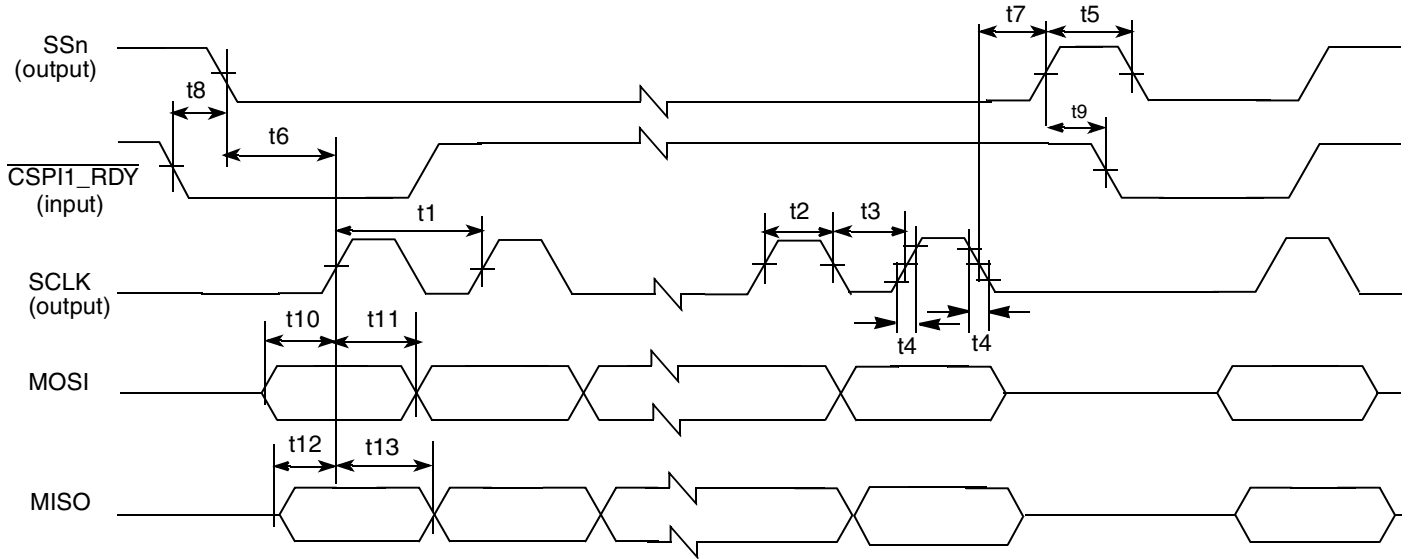 t7
t5
SSn
(output)
t8
t9
t6
CSPI1_RDY
(input)
t1
t2
t3
SCLK
(output)
t10
t11
t4
t4
MOSI
t12
t13
MISO